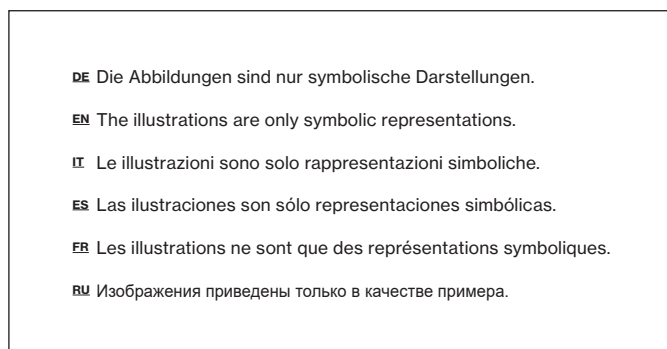 DE Die Abbildungen sind nur symbolische Darstellungen.
EN The illustrations are only symbolic representations.
IT Le illustrazioni sono solo rappresentazioni simboliche.
ES Las ilustraciones son sólo representaciones simbólicas.
FR Les illustrations ne sont que des représentations symboliques.
RU Изображения приведены только в качестве примера.